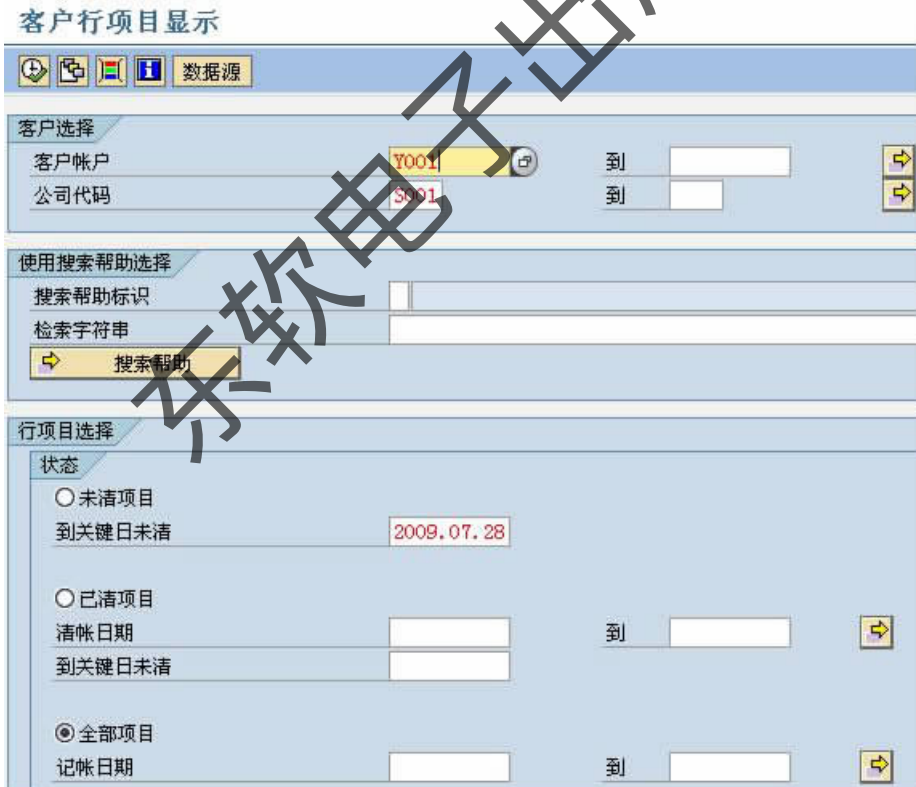 客户行项目显示
数据源
客户选择
客户帐户 Y001 到
公司代码 S001 到
使用搜索帮助选择
搜索帮助标识
检索字符串
搜索帮助
行项目选择
状态
未清项目
到关键日未清 2009.07.28
已清项目
清帐日期 到
到关键日未清
全部项目
记帐日期 到
东软电子出